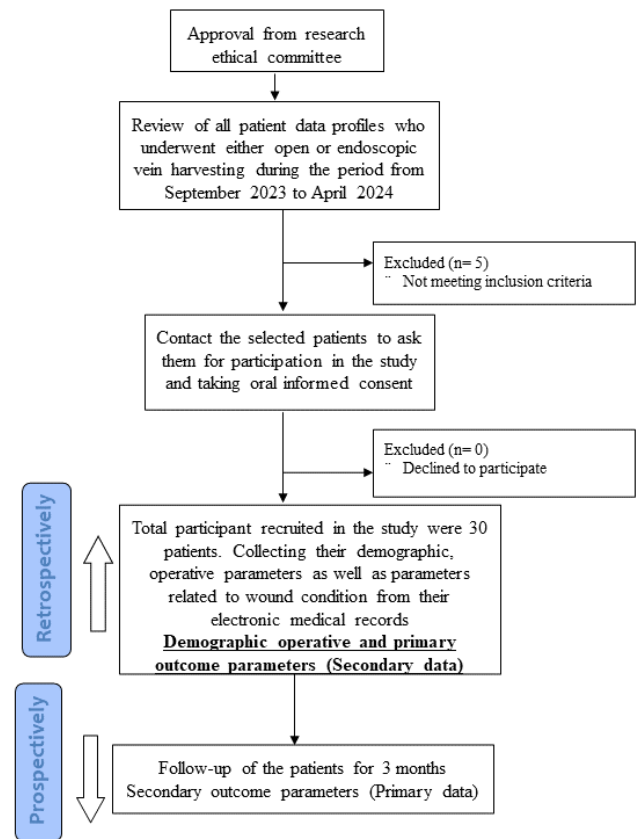 Approval from research
ethical committee
Review of all patient data profiles who
underwent either open or endoscopic
vein harvesting during the period from
September 2023 to April 2024
Excluded (n= 5)
¨ Not meeting inclusion criteria
Contact the selected patients to ask
them for participation in the study
and taking oral informed consent
Excluded (n= 0)
¨ Declined to participate
Retrospectively
Total participant recruited in the study were 30
patients. Collecting their demographic,
operative parameters as well as parameters
related to wound condition from their
electronic medical records
Demographic operative and primary
outcome parameters (Secondary data)
Prospectively
Follow-up of the patients for 3 months
Secondary outcome parameters (Primary data)